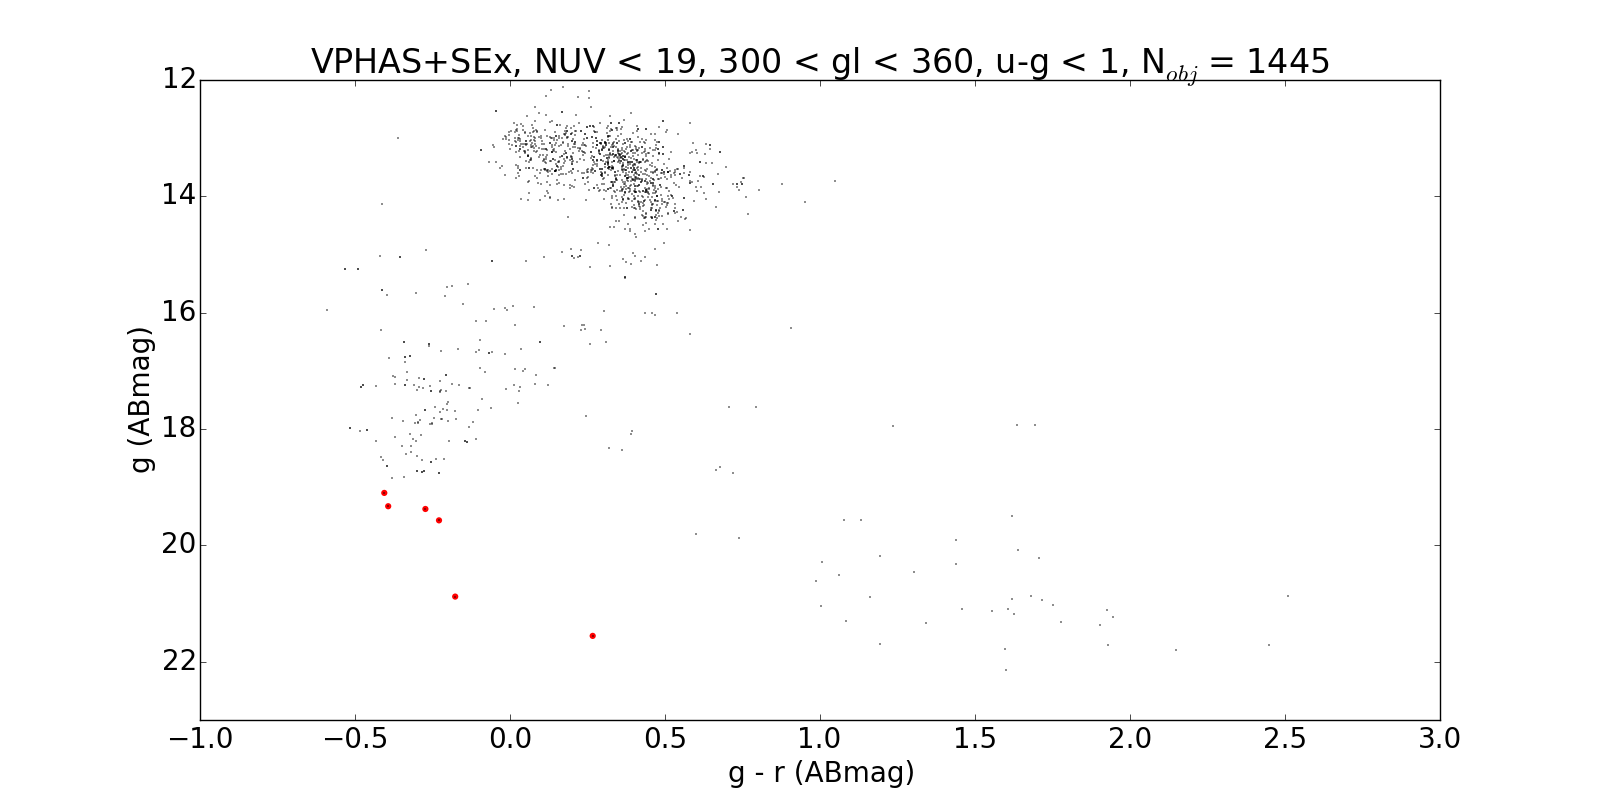 VPHAS+SEx, NUV < 19, 300 < gl < 360, u-g < 1, N_obj = 1445
12
14
16
18
20
22
g (ABmag)
−1.0 −0.5 0.0 0.5 1.0 1.5 2.0 2.5 3.0
g - r (ABmag)